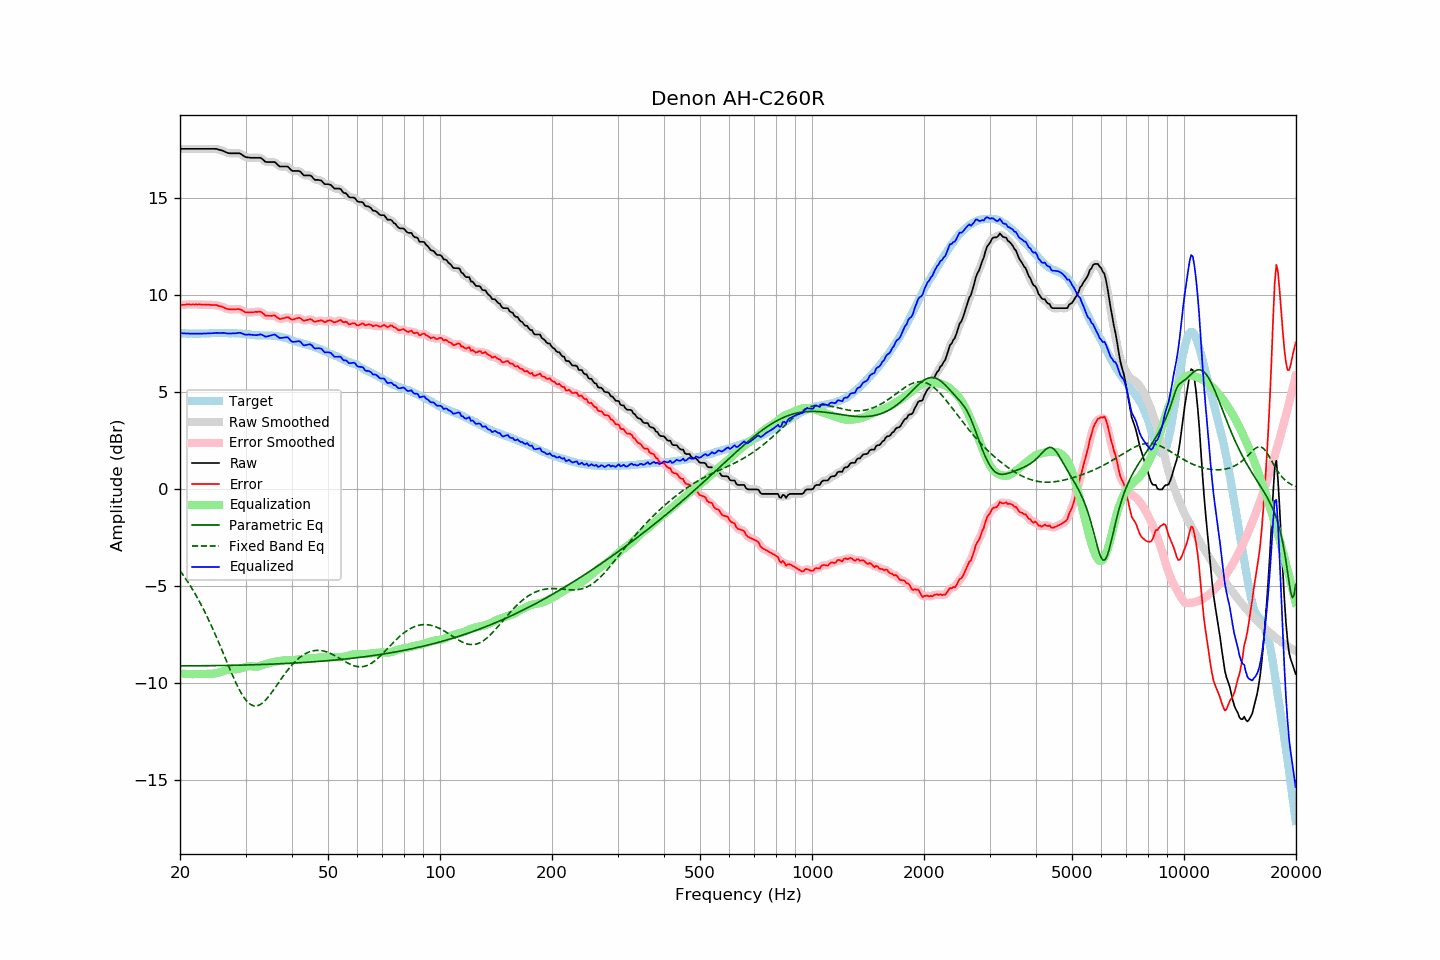 Denon AH-C260R
Amplitude (dBr)
15
10
5
0
−5
−10
−15
Target
Raw Smoothed
Error Smoothed
Raw
Error
Equalization
Parametric Eq
Fixed Band Eq
Equalized
20 50 100 200 500 1000 2000 5000 10000 20000
Frequency (Hz)